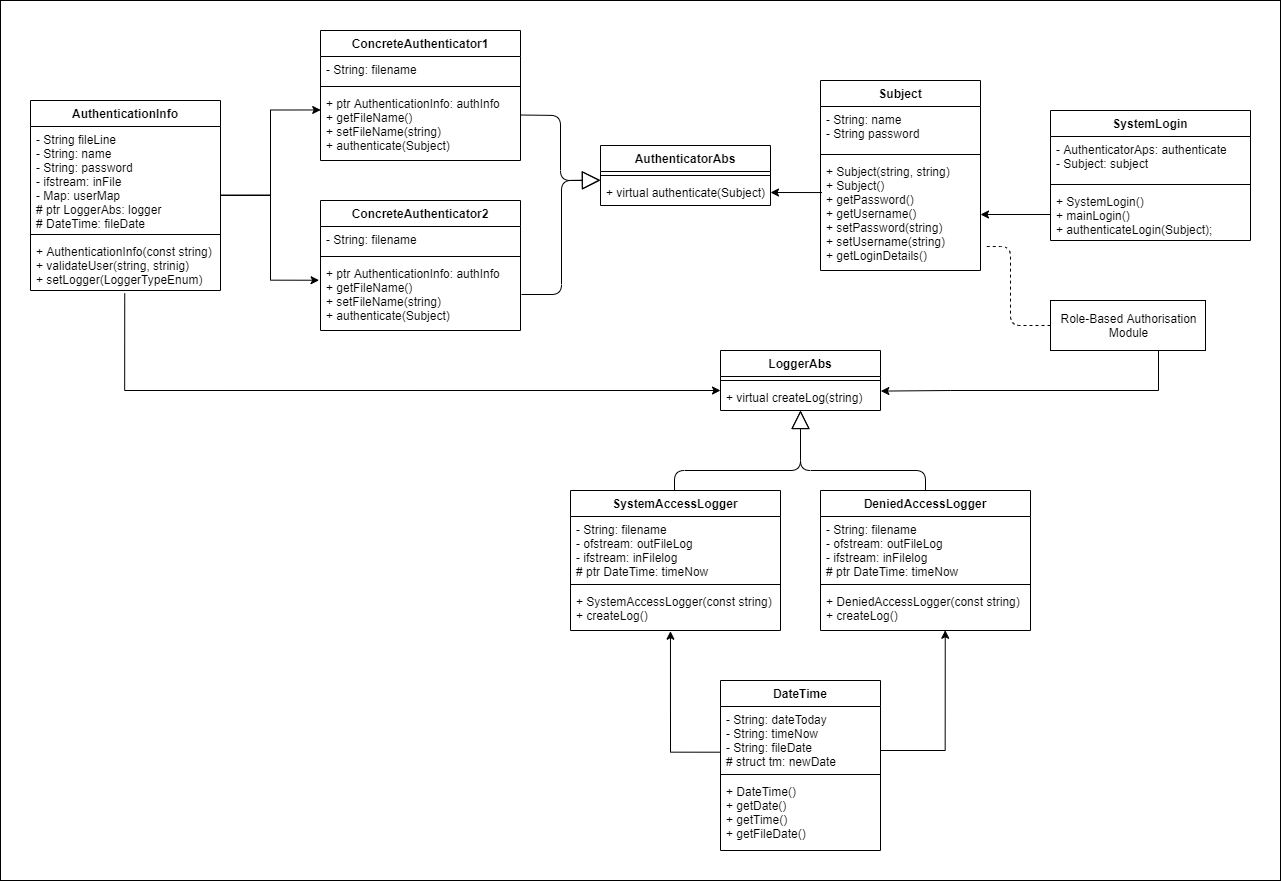 ConcreteAuthenticator1
- String: filename
+ ptr AuthenticationInfo: authInfo
+ getFileName()
+ setFileName(string)
+ authenticate(Subject)
AuthenticationInfo
- String fileLine
- String: name
- String: password
- ifstream: inFile
- Map: userMap
# ptr LoggerAbs: logger
# DateTime: fileDate
+ AuthenticationInfo(const string)
+ validateUser(string, strinig)
+ setLogger(LoggerTypeEnum)
ConcreteAuthenticator2
- String: filename
+ ptr AuthenticationInfo: authInfo
+ getFileName()
+ setFileName(string)
+ authenticate(Subject)
AuthenticatorAbs
+ virtual authenticate(Subject)
Subject
- String: name
- String password
+ Subject(string, string)
+ Subject()
+ getPassword()
+ getUsername()
+ setPassword(string)
+ setUsername(string)
+ getLoginDetails()
SystemLogin
- AuthenticatorAps: authenticate
- Subject: subject
+ SystemLogin()
+ mainLogin()
+ authenticateLogin(Subject);
Role-Based Authorisation
Module
LoggerAbs
+ virtual createLog(string)
SystemAccessLogger
- String: filename
- ofstream: outFileLog
- ifstream: inFilelog
# ptr DateTime: timeNow
+ SystemAccessLogger(const string)
+ createLog()
DeniedAccessLogger
- String: filename
- ofstream: outFileLog
- ifstream: inFilelog
# ptr DateTime: timeNow
+ DeniedAccessLogger(const string)
+ createLog()
DateTime
- String: dateToday
- String: timeNow
- String: fileDate
# struct tm: newDate
+ DateTime()
+ getDate()
+ getTime()
+ getFileDate()